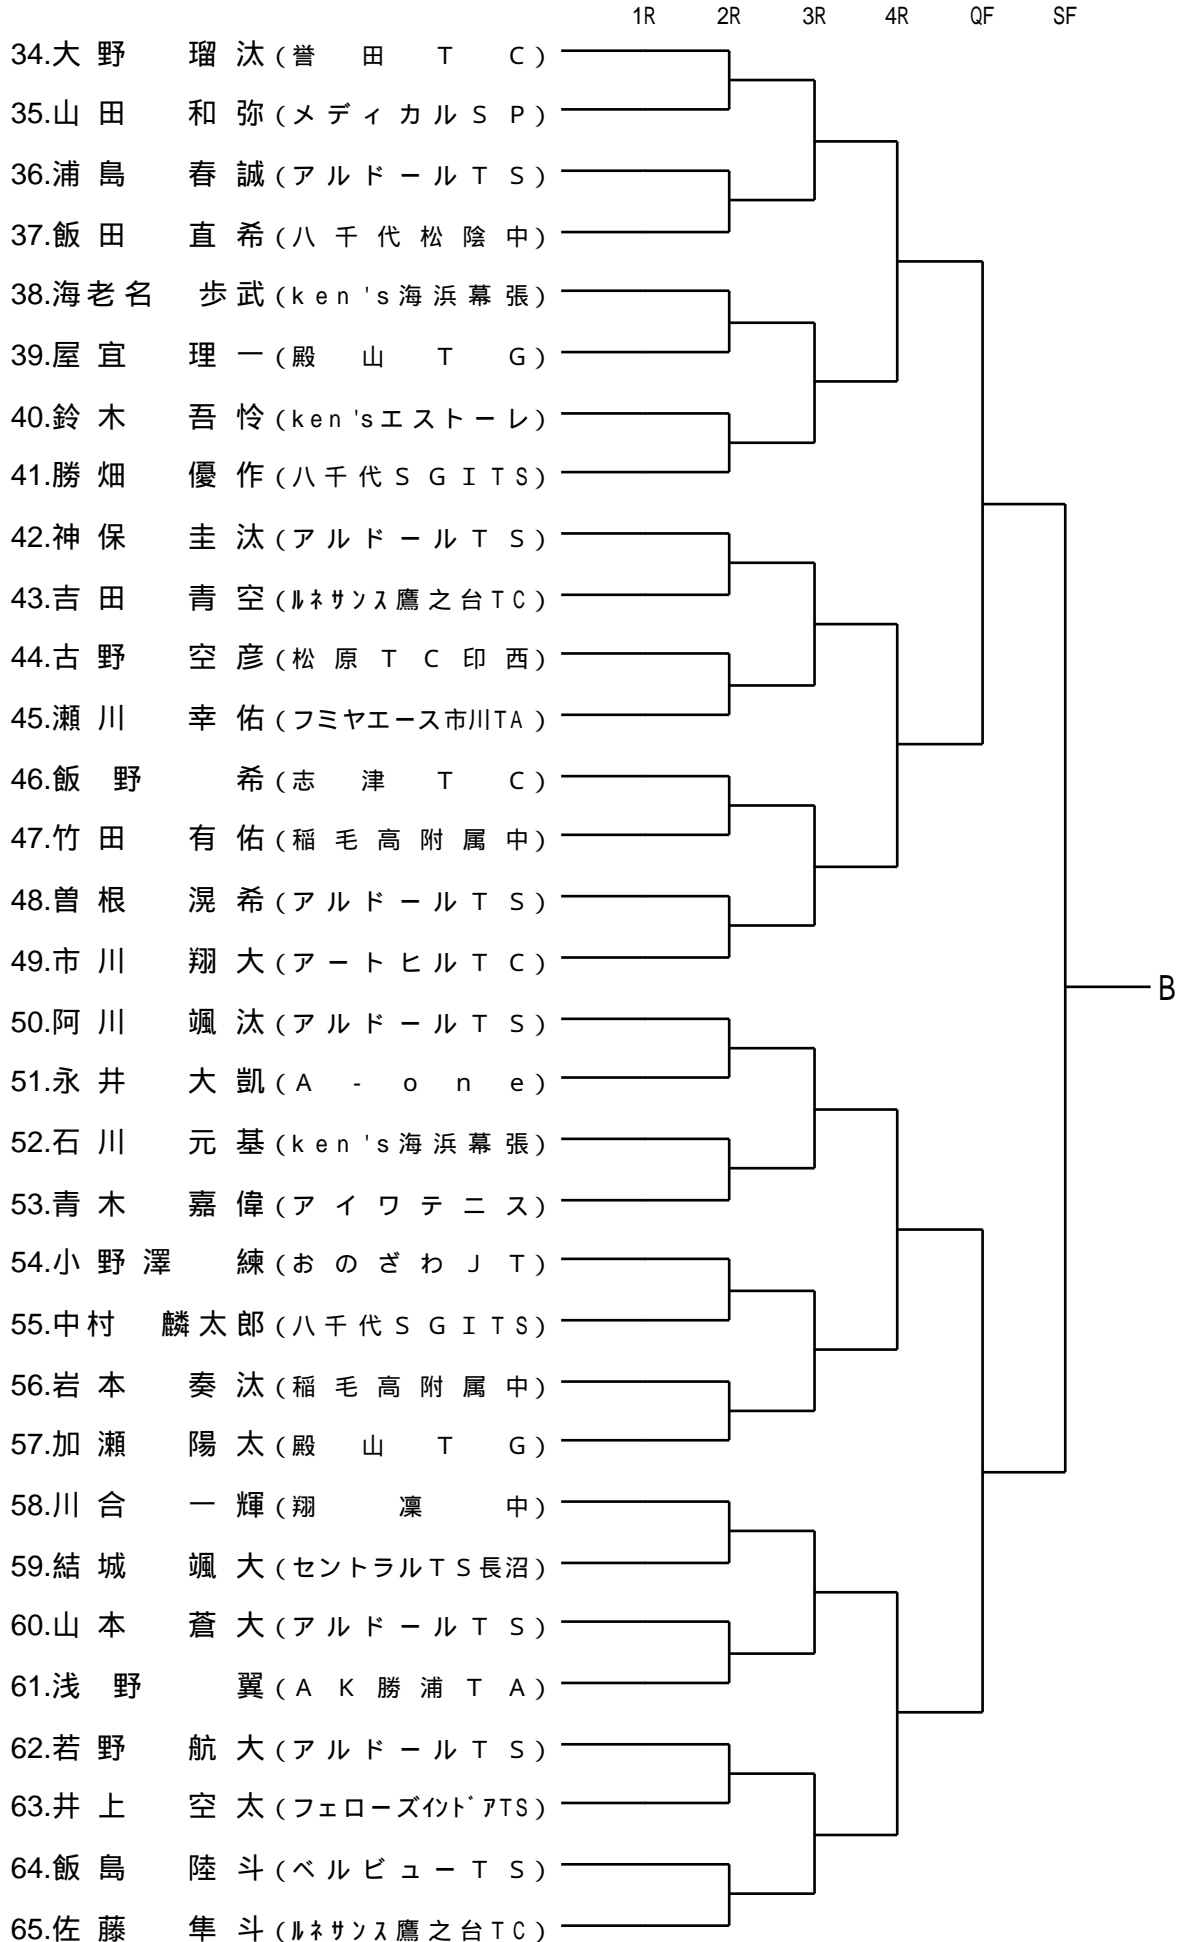 1R 2R 3R 4R QF SF
34.大野 瑠汰(誉田TC)
35.山田 和弥(メディカルSP)
36.浦島 春誠(アルドールTS)
37.飯田 直希(八千代松陰中)
38.海老名 歩武(ken's海浜幕張)
39.屋宜 理一(殿山TG)
40.鈴木 吾怜(ken'sエストーレ)
41.勝畑 優作(八千代SGITS)
42.神保 圭汰(アルドールTS)
43.吉田 青空(ﾙﾈｻﾝｽ鷹之台TC)
44.古野 空彦(松原TC印西)
45.瀬川 幸佑(フミヤエース市川TA)
46.飯野 希(志津TC)
47.竹田 有佑(稲毛高附属中)
48.曽根 滉希(アルドールTS)
49.市川 翔大(アートヒルTC)
B
50.阿川 颯汰(アルドールTS)
51.永井 大凱(A-one)
52.石川 元基(ken's海浜幕張)
53.青木 嘉偉(アイワテニス)
54.小野澤 練(おのざわJT)
55.中村 麟太郎(八千代SGITS)
56.岩本 奏汰(稲毛高附属中)
57.加瀬 陽太(殿山TG)
58.川合 一輝(翔凜中)
59.結城 颯大(セントラルTS長沼)
60.山本 蒼大(アルドールTS)
61.浅野 翼(AK勝浦TA)
62.若野 航大(アルドールTS)
63.井上 空太(フェローズｲﾝﾄﾞｱTS)
64.飯島 陸斗(ベルビューTS)
65.佐藤 隼斗(ﾙﾈｻﾝｽ鷹之台TC)